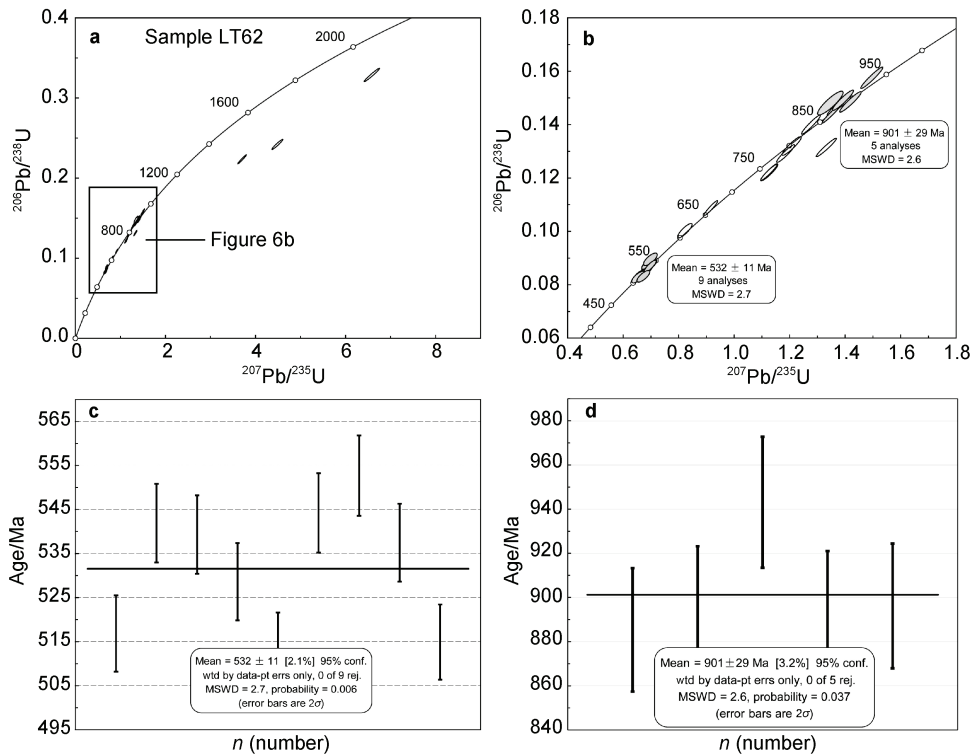 a Sample LT62
0.4
0.3
0.2
0.1
0.0
²⁰⁶Pb/²³⁸U
2000
1600
1200
800
Figure 6b
0 2 4 6 8
²⁰⁷Pb/²³⁵U
b
0.18
0.16
0.14
0.12
0.10
0.08
0.06
²⁰⁶Pb/²³⁸U
950
850
750
650
550
450
Mean = 901 ± 29 Ma
5 analyses
MSWD = 2.6
Mean = 532 ± 11 Ma
9 analyses
MSWD = 2.7
0.4 0.6 0.8 1.0 1.2 1.4 1.6 1.8
²⁰⁷Pb/²³⁵U
c
565
555
545
535
525
515
505
495
Age/Ma
Mean = 532 ± 11 [2.1%] 95% conf.
wtd by data-pt errs only, 0 of 9 rej.
MSWD = 2.7, probability = 0.006
(error bars are 2σ)
n (number)
d
980
960
940
920
900
880
860
840
Age/Ma
Mean = 901±29 Ma [3.2%] 95% conf.
wtd by data-pt errs only, 0 of 5 rej.
MSWD = 2.6, probability = 0.037
(error bars are 2σ)
n (number)